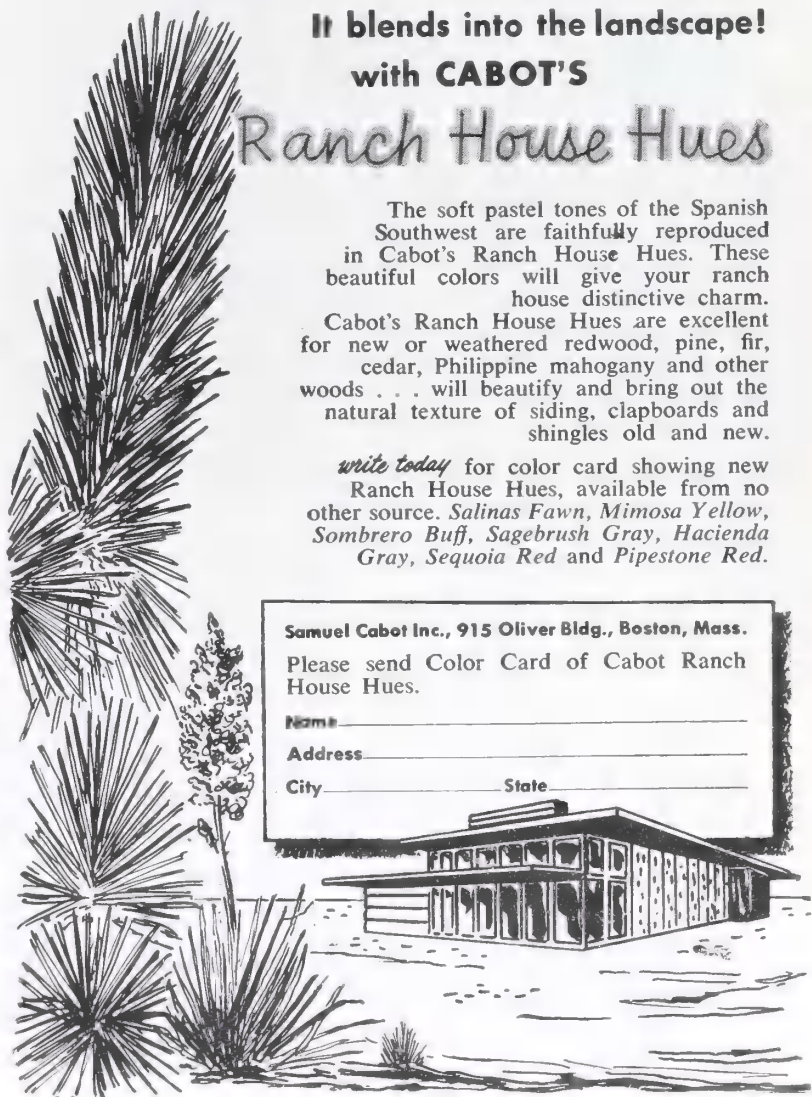 It blends into the landscape!
with CABOT'S
Ranch House Hues
The soft pastel tones of the Spanish
Southwest are faithfully reproduced
in Cabot's Ranch House Hues. These
beautiful colors will give your ranch
house distinctive charm.
Cabot's Ranch House Hues are excellent
for new or weathered redwood, pine, fir,
cedar, Philippine mahogany and other
woods . . . will beautify and bring out the
natural texture of siding, clapboards and
shingles old and new.
write today for color card showing new
Ranch House Hues, available from no
other source. Salinas Fawn, Mimosa Yellow,
Sombrero Buff, Sagebrush Gray, Hacienda
Gray, Sequoia Red and Pipestone Red.
Samuel Cabot Inc., 915 Oliver Bldg., Boston, Mass.
Please send Color Card of Cabot Ranch
House Hues.
Name
Address
City State